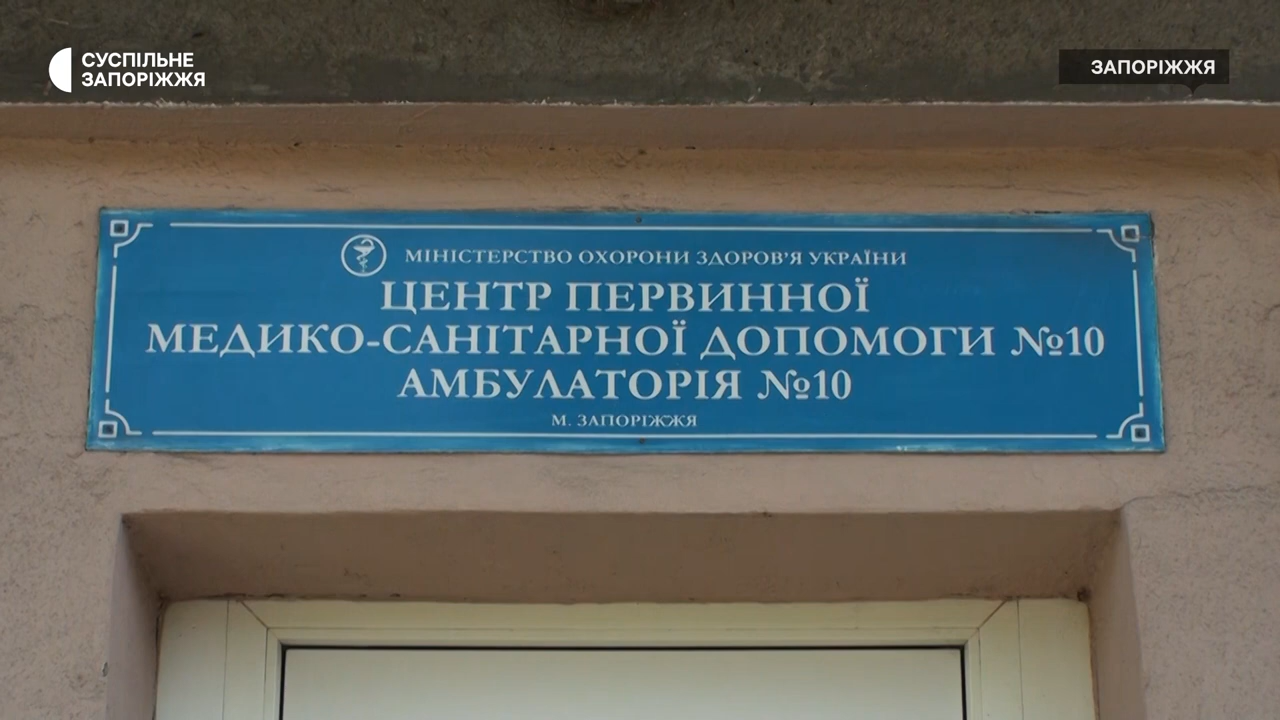 СУСПІЛЬНЕ
ЗАПОРІЖЖЯ
ЗАПОРІЖЖЯ
МІНІСТЕРСТВО ОХОРОНИ ЗДОРОВ'Я УКРАЇНИ
ЦЕНТР ПЕРВИННОЇ
МЕДИКО-САНІТАРНОЇ ДОПОМОГИ №10
АМБУЛАТОРІЯ №10
М. ЗАПОРІЖЖЯ